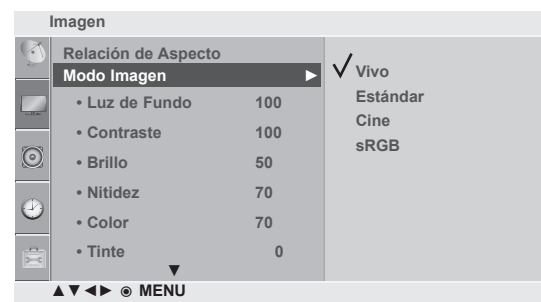 Imagen
Relación de Aspecto
Modo Imagen ►
• Luz de Fundo 100
• Contraste 100
• Brillo 50
• Nitidez 70
• Color 70
• Tinte 0
▼
✓ Vivo
Estándar
Cine
sRGB
▲▼◄► ◉ MENU